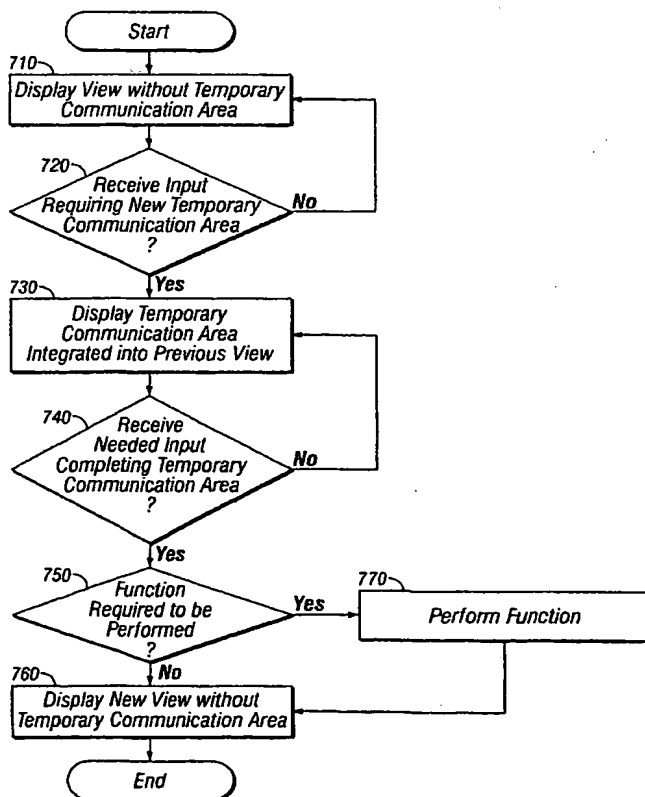 Start
710
Display View without Temporary
Communication Area
720
Receive Input
Requiring New Temporary
Communication Area
?
No
Yes
730
Display Temporary
Communication Area
Integrated into Previous View
740
Receive
Needed Input
Completing Temporary
Communication Area
?
No
Yes
750
Function
Required to be
Performed
?
Yes
770
Perform Function
No
760
Display New View without
Temporary Communication Area
End